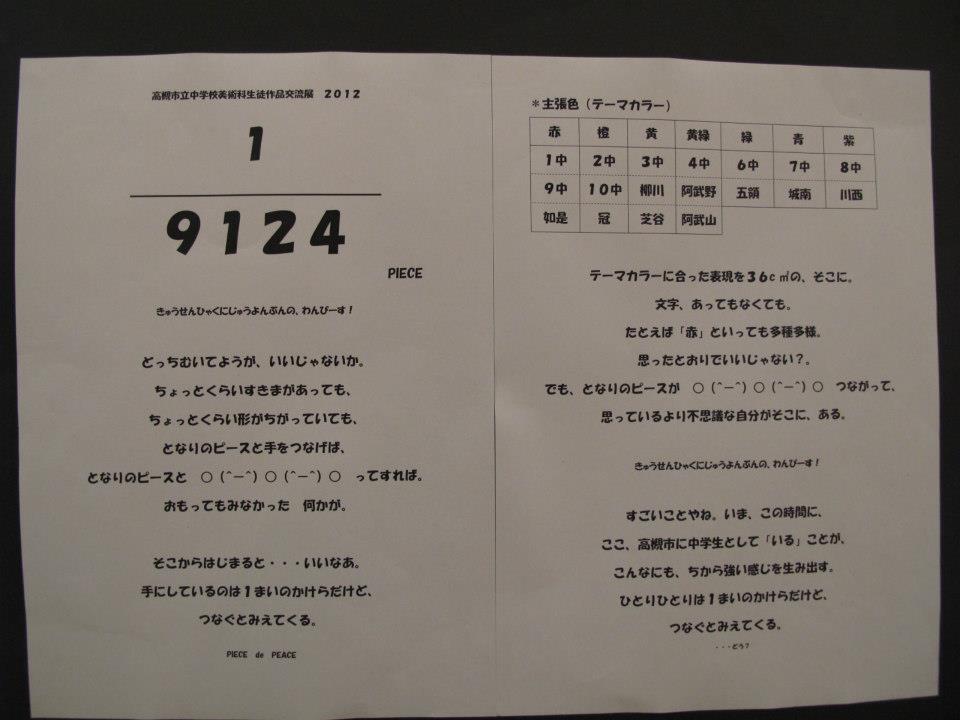 高槻市立中学校美術科生徒作品交流展　２０１２
1
9124
PIECE
きゅうせんひゃくにじゅうよんぶんの、わんぴーす！
どっちむいてようが、いいじゃないか。
ちょっとくらいすきまがあっても、
ちょっとくらい形がちがっていても、
となりのピースと手をつなげば、
となりのピースと　○（＾－＾）○（＾－＾）○　ってすれば。
おもってもみなかった　何かが。
そこからはじまると・・・いいなあ。
手にしているのは１まいのかけらだけど、
つなぐとみえてくる。
PIECE de PEACE
＊主張色（テーマカラー）
赤 橙 黄 黄緑 緑 青 紫
１中 ２中 ３中 ４中 ６中 ７中 ８中
９中 １０中 柳川 阿武野 五領 城南 川西
如是 冠 芝谷 阿武山
テーマカラーに合った表現を３６ｃ㎡の、そこに。
文字、あってもなくても。
たとえば「赤」といっても多種多様。
思ったとおりでいいじゃない？。
でも、となりのピースが　○（＾－＾）○（＾－＾）○　つながって、
思っているより不思議な自分がそこに、ある。
きゅうせんひゃくにじゅうよんぶんの、わんぴーす！
すごいことやね。いま、この時間に、
ここ、高槻市に中学生として「いる」ことが、
こんなにも、ちから強い感じを生み出す。
ひとりひとりは１まいのかけらだけど、
つなぐとみえてくる。
・・・どう？